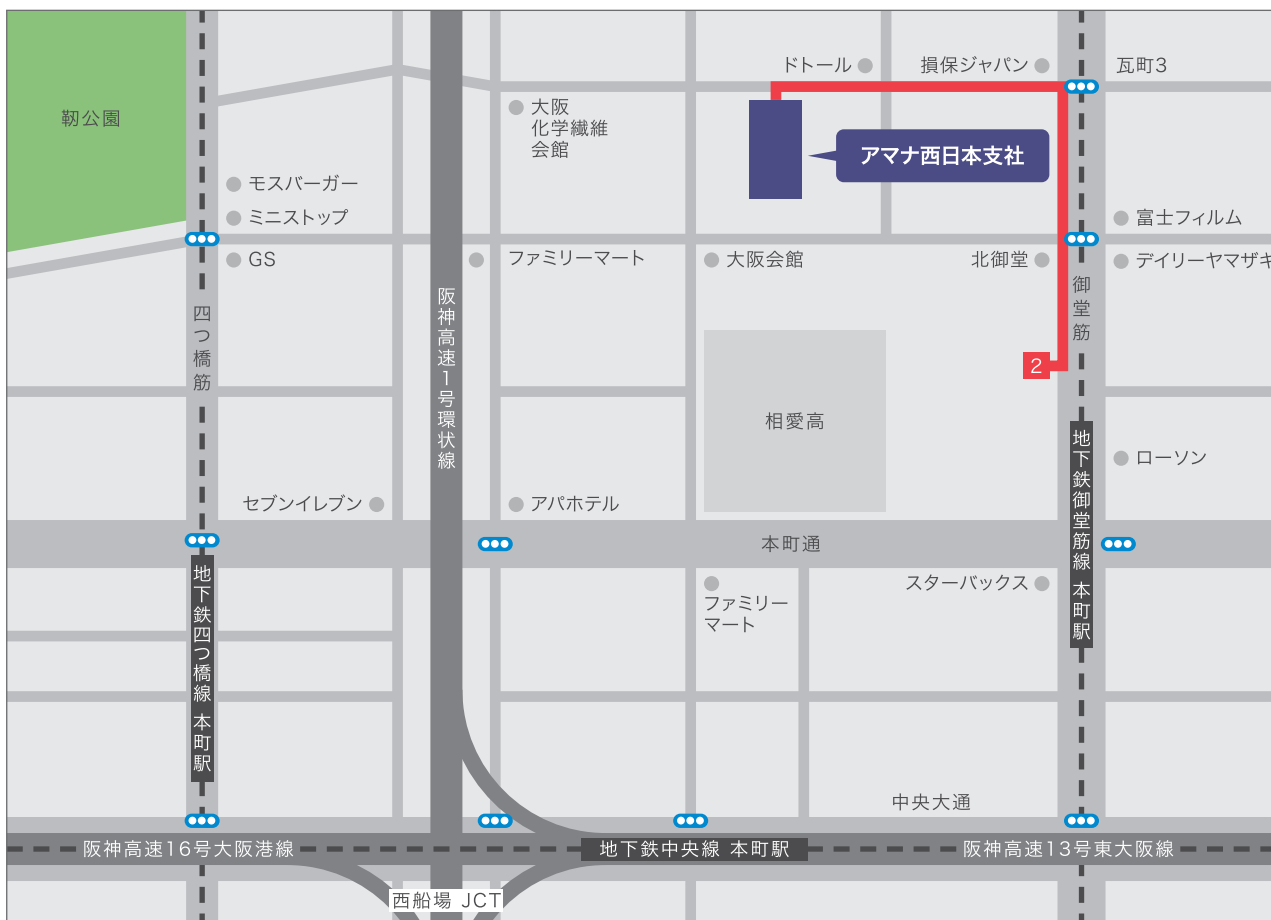 ドトール
損保ジャパン
瓦町3
靭公園
大阪
化学繊維
会館
アマナ西日本支社
モスバーガー
ミニストップ
富士フィルム
GS
ファミリーマート
大阪会館
北御堂
デイリーヤマザキ
四つ橋筋
阪神高速1号環状線
御堂筋
2
相愛高
地下鉄御堂筋線 本町駅
ローソン
セブンイレブン
アパホテル
本町通
地下鉄四つ橋線 本町駅
ファミリー
マート
スターバックス
中央大通
阪神高速16号大阪港線
地下鉄中央線 本町駅
阪神高速13号東大阪線
西船場 JCT